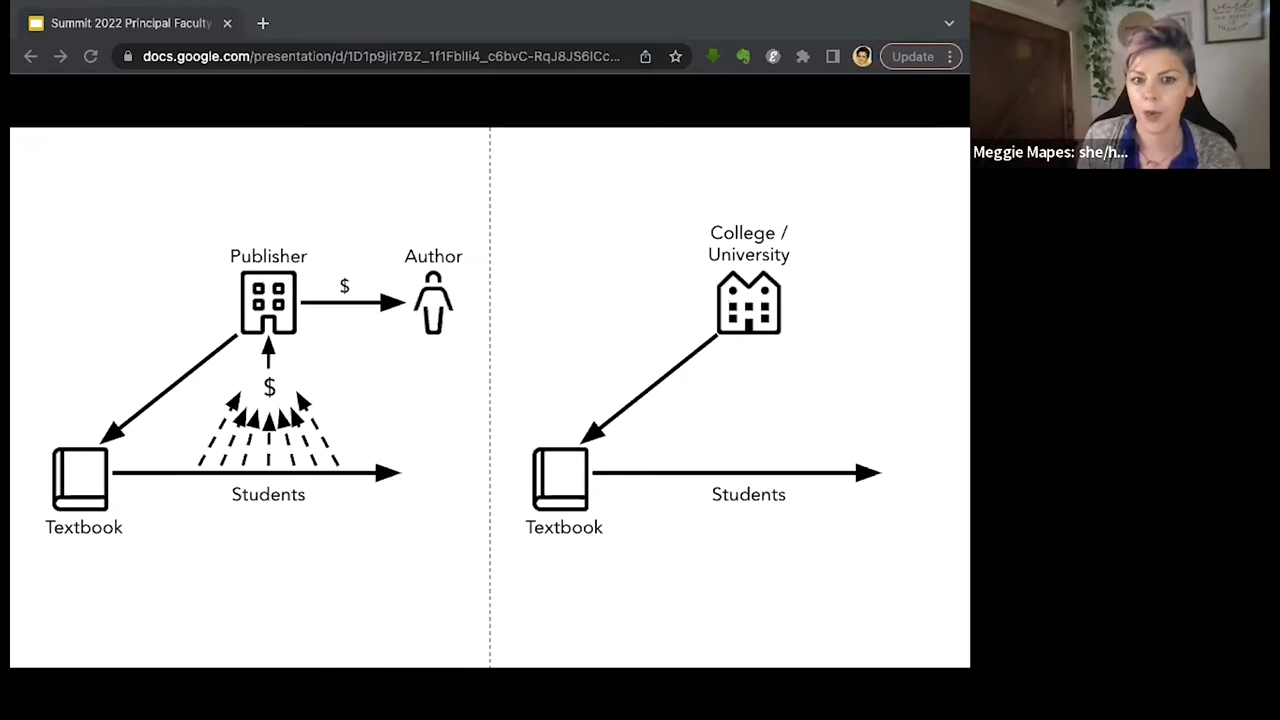 Summit 2022 Principal Faculty
docs.google.com/presentation/d/1D1p9jit7BZ_1f1Fblli4_c6bvC-RqJ8JS6lCc...
Update
Meggie Mapes: she/h...
Publisher
Author
$
$
Students
Textbook
College /
University
Students
Textbook